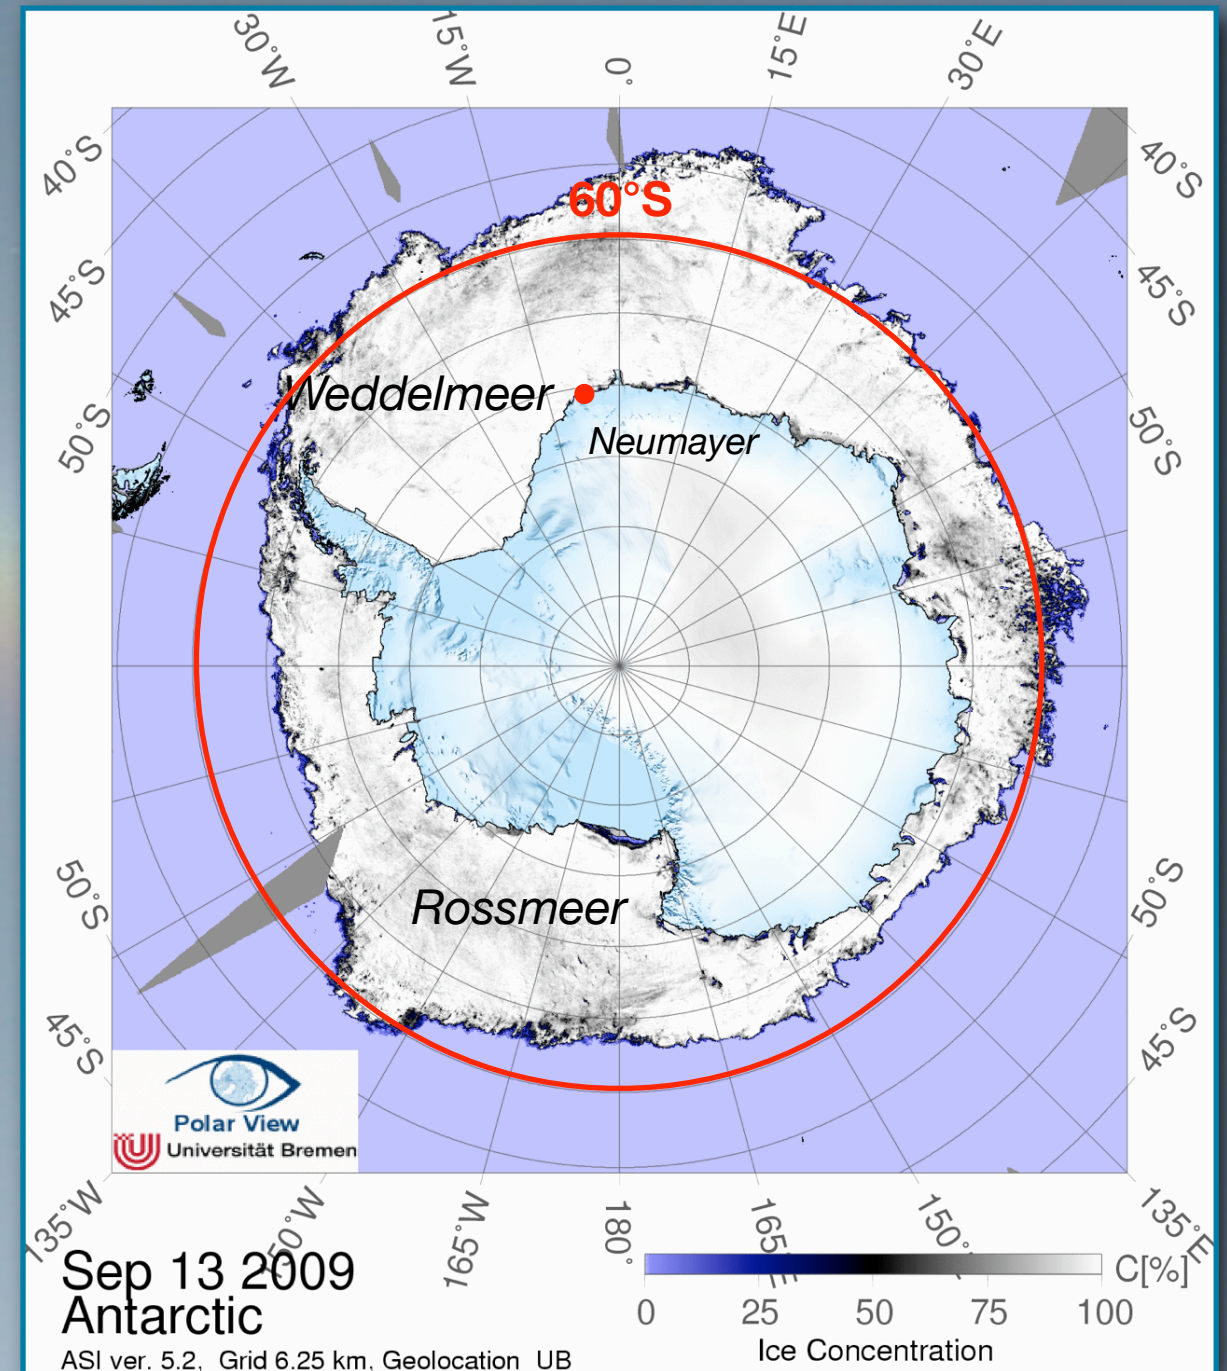 30°W
15°W
0°
15°E
30°E
40°S
40°S
45°S
45°S
50°S
50°S
60°S
Weddelmeer
Neumayer
Rossmeer
50°S
50°S
45°S
45°S
Polar View
Universität Bremen
135°W
165°W
180°
135°E
Sep 13 2009
Antarctic
ASI ver. 5.2, Grid 6.25 km, Geolocation UB
C[%]
0 25 50 75 100
Ice Concentration